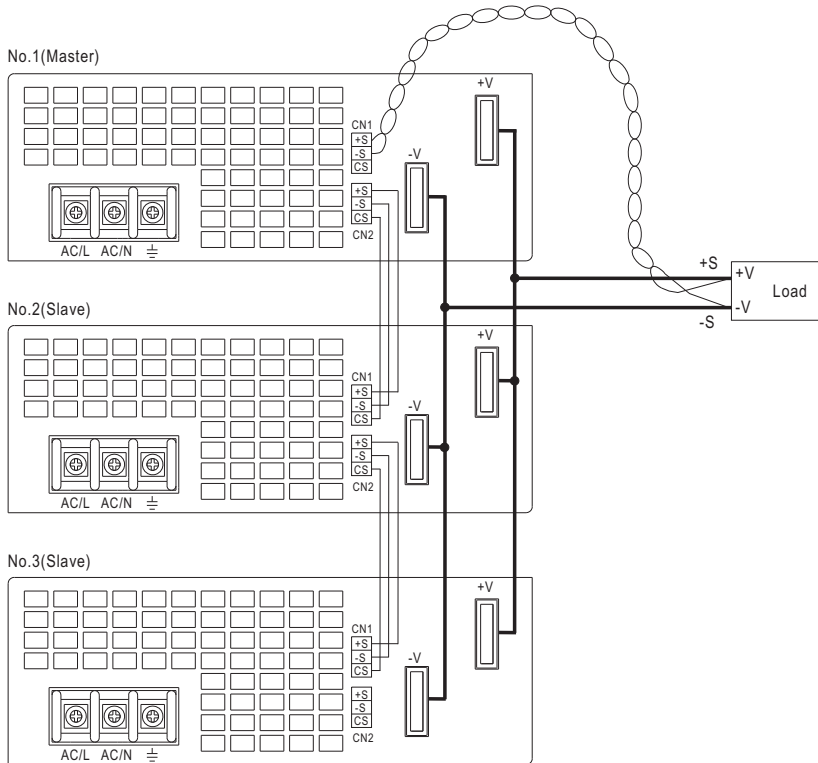 No.1(Master)
+V
CN1
+S
-S
CS
-V
+S
-S
CS
CN2
AC/L AC/N
+S
+V
Load
-V
-S
No.2(Slave)
+V
CN1
+S
-S
CS
-V
+S
-S
CS
CN2
AC/L AC/N
No.3(Slave)
+V
CN1
+S
-S
CS
-V
+S
-S
CS
CN2
AC/L AC/N